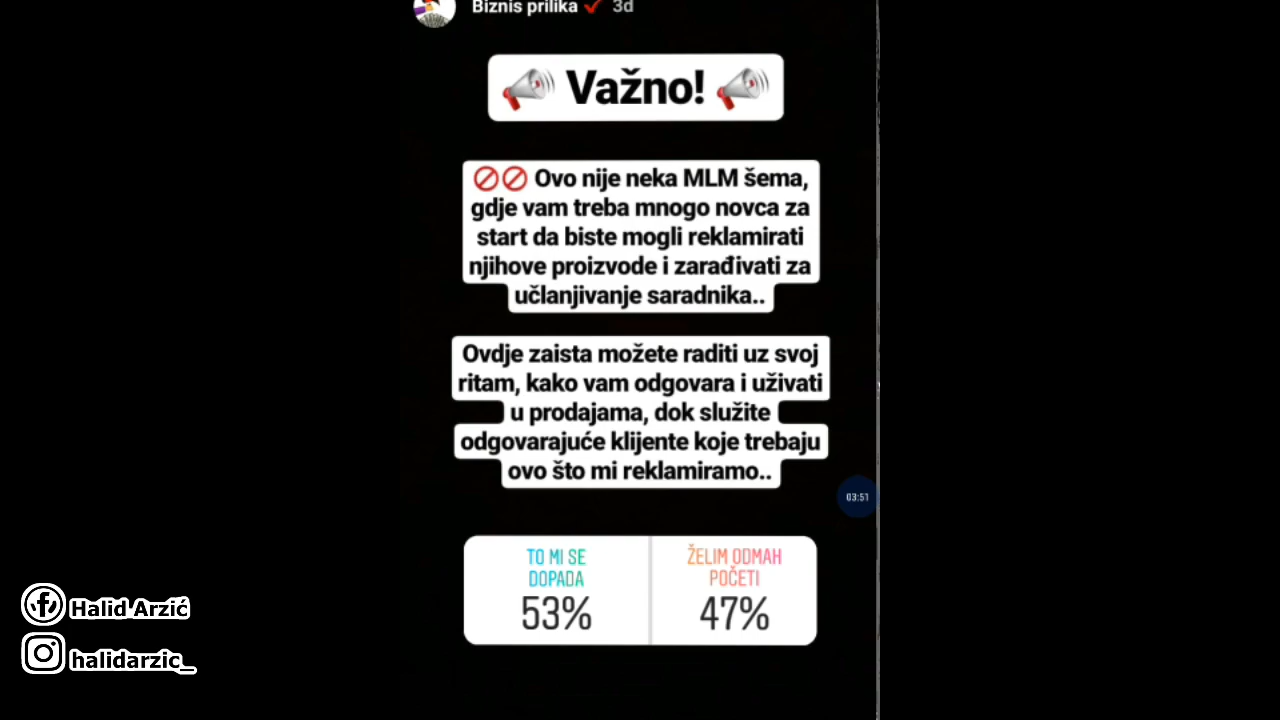 Biznis prilika 3d
Važno!
Ovo nije neka MLM šema,
gdje vam treba mnogo novca za
start da biste mogli reklamirati
njihove proizvode i zarađivati za
učlanjivanje saradnika..
Ovdje zaista možete raditi uz svoj
ritam, kako vam odgovara i uživati
u prodajama, dok služite
odgovarajuće klijente koje trebaju
ovo što mi reklamiramo..
03:51
TO MI SE
DOPADA
53%
ŽELIM ODMAH
POČETI
47%
Halid Arzić
halidarzic_